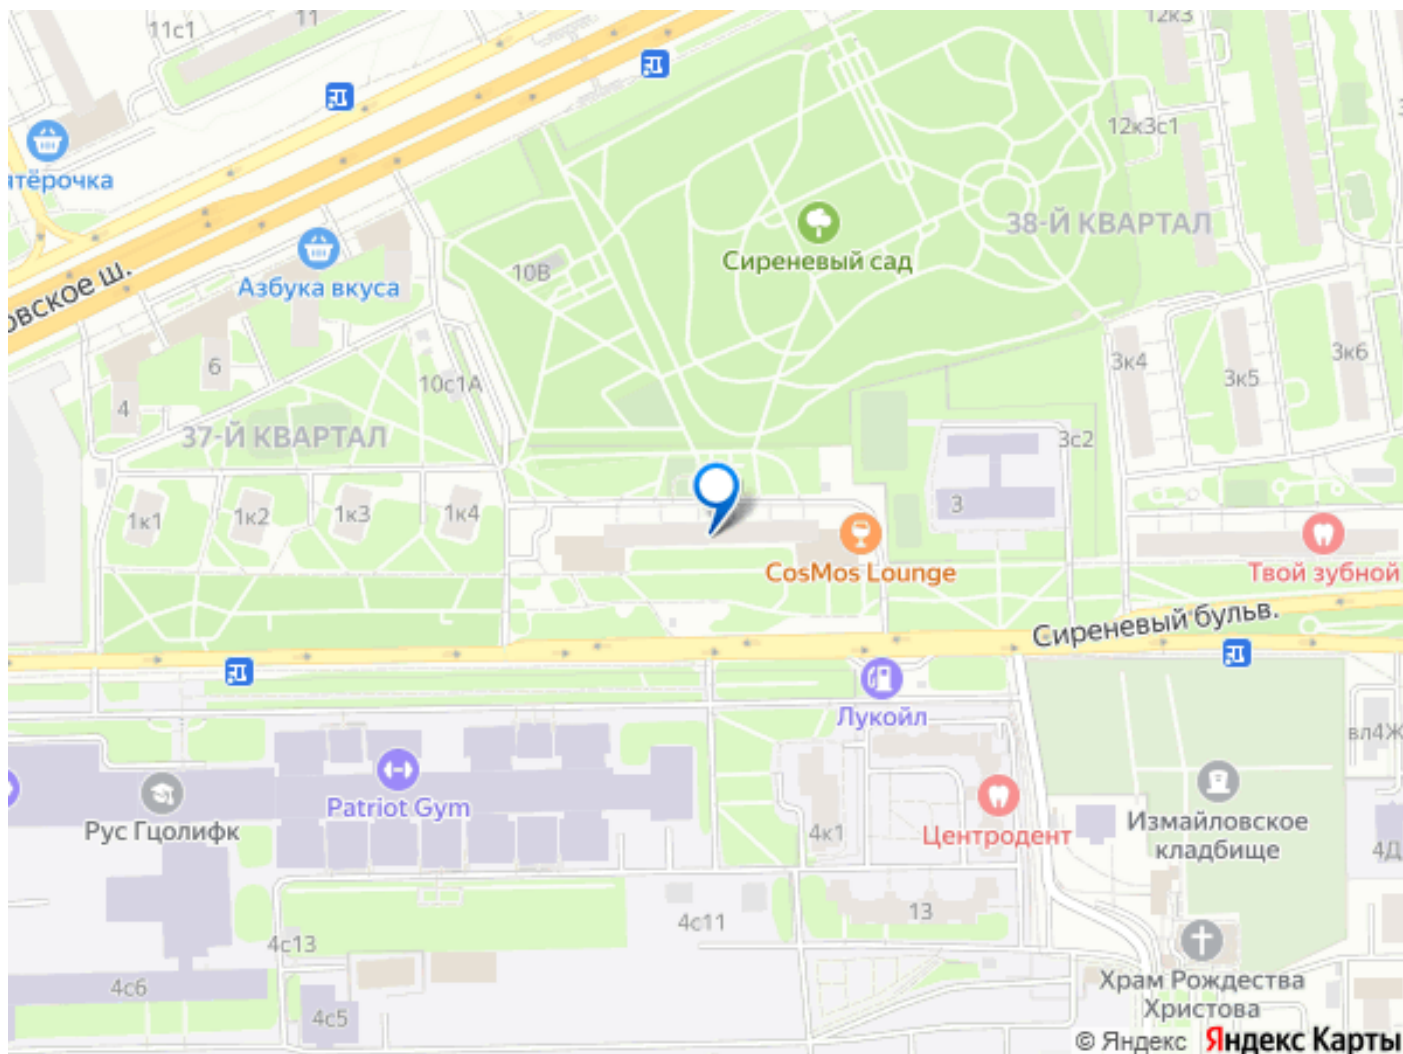 11с1
11
12к3
12к3с1
тёрочка
Сиреневый сад
38-Й КВАРТАЛ
10В
Азбука вкуса
овское ш.
6
10с1А
4
37-Й КВАРТАЛ
3к4
3к5
3к6
3с2
3
1к1
1к2
1к3
1к4
CosMos Lounge
Твой зубной
Сиреневый бульв.
Лукойл
вл4Ж
Patriot Gym
Рус Гцолифк
4к1
Центродент
Измайловское
кладбище
4Д
13
4с11
4с13
4с6
4с5
Храм Рождества
Христова
© Яндекс Яндекс Карты